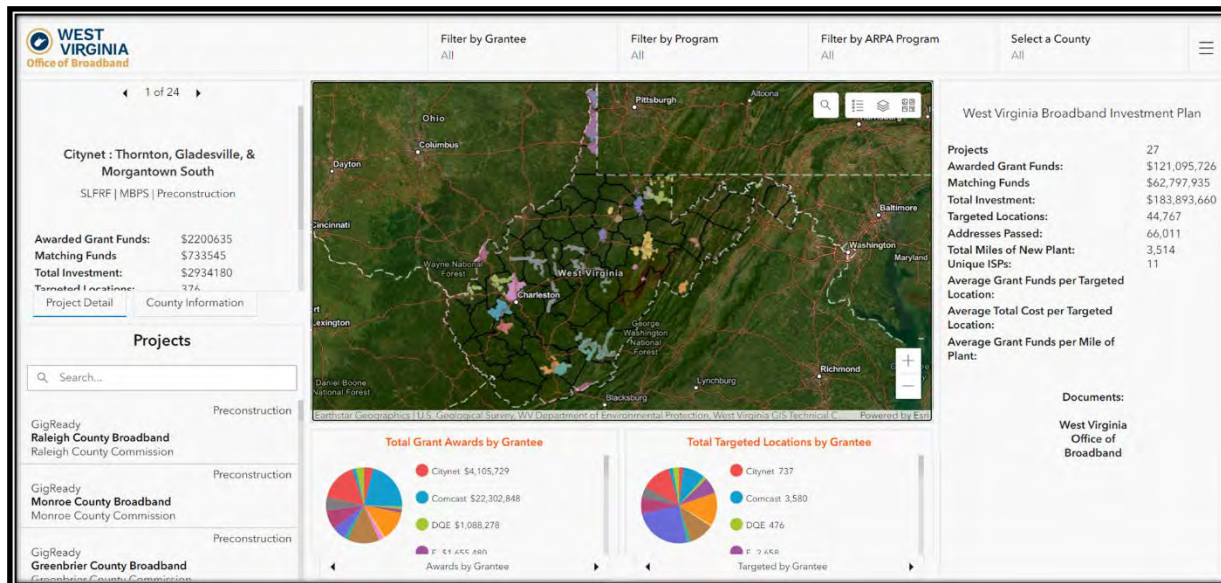 WEST
VIRGINIA
Office of Broadband
Filter by Grantee
All
Filter by Program
All
Filter by ARPA Program
All
Select a County
All
1 of 24
Citynet : Thornton, Gladesville, &
Morgantown South
SLFRF | MBPS | Preconstruction
Awarded Grant Funds: $2200635
Matching Funds $733545
Total Investment: $2934180
Targeted Locations: 376
Project Detail
County Information
Projects
Search...
Preconstruction
GigReady
Raleigh County Broadband
Raleigh County Commission
Preconstruction
GigReady
Monroe County Broadband
Monroe County Commission
Preconstruction
GigReady
Greenbrier County Broadband
Greenbrier County Commission
Pittsburgh
Altoona
Ohio
Columbus
Dayton
Cincinnati
Baltimore
Washington
Maryland
Wayne National
Forest
West Virginia
Charleston
Lexington
George
Washington
National
Forest
Richmond
Daniel Boone
National Forest
Lynchburg
Blacksburg
Earthstar Geographics | U.S. Geological Survey, WV Department of Environmental Protection, West Virginia GIS Technical C...
Powered by Esri
Total Grant Awards by Grantee
Citynet $4,105,729
Comcast $22,302,848
DQE $1,088,278
Awards by Grantee
Total Targeted Locations by Grantee
Citynet 737
Comcast 3,580
DQE 476
Targeted by Grantee
West Virginia Broadband Investment Plan
Projects 27
Awarded Grant Funds: $121,095,726
Matching Funds $62,797,935
Total Investment: $183,893,660
Targeted Locations: 44,767
Addresses Passed: 66,011
Total Miles of New Plant: 3,514
Unique ISPs: 11
Average Grant Funds per Targeted
Location:
Average Total Cost per Targeted
Location:
Average Grant Funds per Mile of
Plant:
Documents:
West Virginia
Office of
Broadband